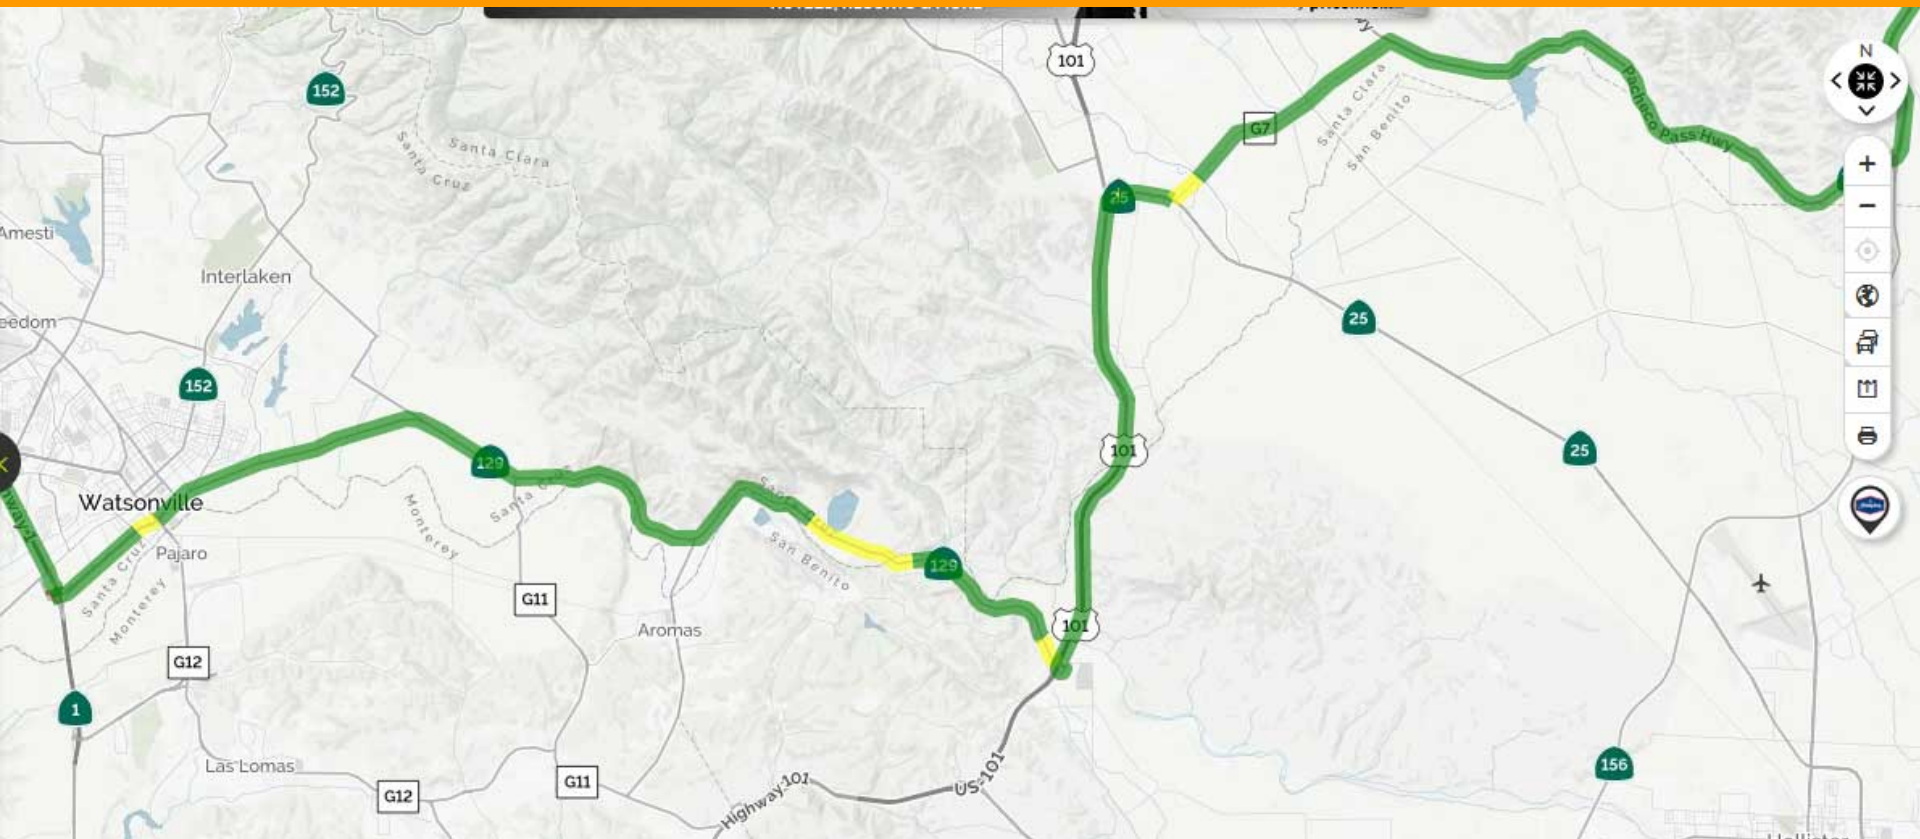 101
N
152
G7
Santa Clara
San Benito
Pacheco Pass Hwy
Santa Clara
Santa Cruz
25
Amesti
Interlaken
25
eedom
152
101
25
129
Watsonville
Santa Cruz
Monterey
Pajaro
San Benito
129
Santa Cruz
Monterey
G11
101
Aromas
G12
1
Las Lomas
G11
G12
Highway 101
US-101
156